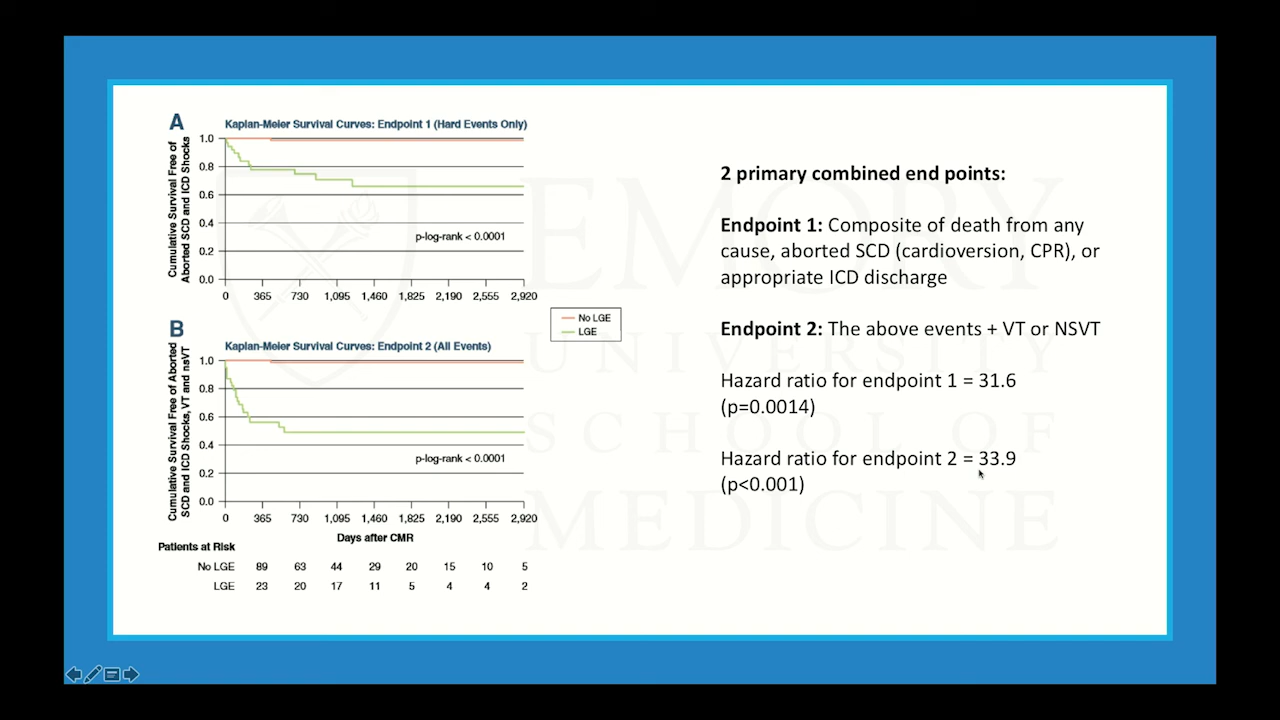 A
Kaplan-Meier Survival Curves: Endpoint 1 (Hard Events Only)
Cumulative Survival Free of
Aborted SCD and ICD Shocks
1.0
0.8
0.6
0.4
0.2
0.0
p-log-rank < 0.0001
0 365 730 1,095 1,460 1,825 2,190 2,555 2,920
No LGE
LGE
B
Kaplan-Meier Survival Curves: Endpoint 2 (All Events)
Cumulative Survival Free of Aborted
SCD and ICD Shocks, VT and nsVT
1.0
0.8
0.6
0.4
0.2
0.0
p-log-rank < 0.0001
0 365 730 1,095 1,460 1,825 2,190 2,555 2,920
Days after CMR
Patients at Risk
No LGE 89 63 44 29 20 15 10 5
LGE 23 20 17 11 5 4 4 2
2 primary combined end points:
Endpoint 1: Composite of death from any
cause, aborted SCD (cardioversion, CPR), or
appropriate ICD discharge
Endpoint 2: The above events + VT or NSVT
Hazard ratio for endpoint 1 = 31.6
(p=0.0014)
Hazard ratio for endpoint 2 = 33.9
(p<0.001)
EMORY
UNIVERSITY
SCHOOL OF
MEDICINE